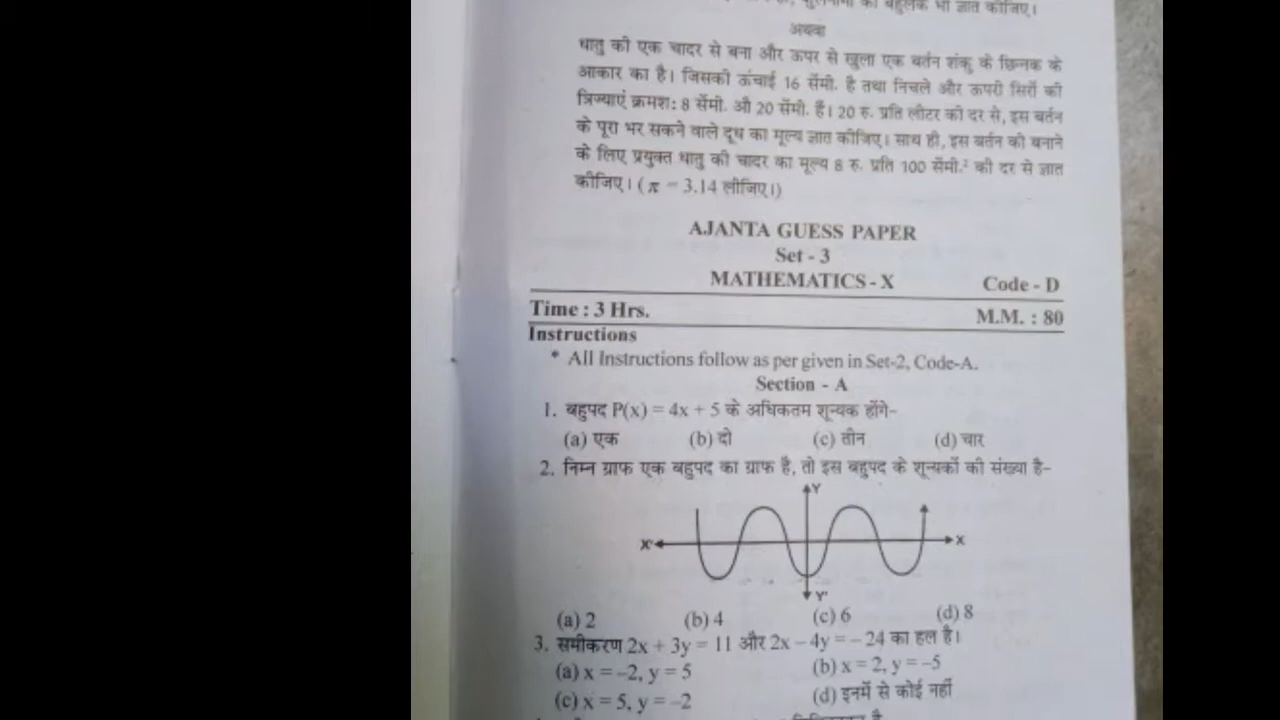 की बहुलक भी ज्ञात कीजिए।
अथवा
धातु की एक चादर से बना और ऊपर से खुला एक बर्तन शंकु के छिन्नक के
आकार का है। जिसकी ऊंचाई 16 सेंमी. है तथा निचले और ऊपरी सिरों की
त्रिज्याएं क्रमश: 8 सेंमी. औ 20 सेंमी. हैं। 20 रु. प्रति लीटर की दर से, इस बर्तन
के पूरा भर सकने वाले दूध का मूल्य ज्ञात कीजिए। साथ ही, इस बर्तन को बनाने
के लिए प्रयुक्त धातु की चादर का मूल्य 8 रु. प्रति 100 सेंमी.² की दर से ज्ञात
कीजिए। (π = 3.14 लीजिए।)
AJANTA GUESS PAPER
Set - 3
MATHEMATICS - X Code - D
Time : 3 Hrs. M.M. : 80
Instructions
* All Instructions follow as per given in Set-2, Code-A.
Section - A
1. बहुपद P(x) = 4x + 5 के अधिकतम शून्यक होंगे-
(a) एक (b) दो (c) तीन (d) चार
2. निम्न ग्राफ एक बहुपद का ग्राफ है, तो इस बहुपद के शून्यकों की संख्या है-
Y
X' X
Y'
(a) 2 (b) 4 (c) 6 (d) 8
3. समीकरण 2x + 3y = 11 और 2x – 4y = – 24 का हल है।
(a) x = –2, y = 5 (b) x = 2, y = –5
(c) x = 5, y = –2 (d) इनमें से कोई नहीं